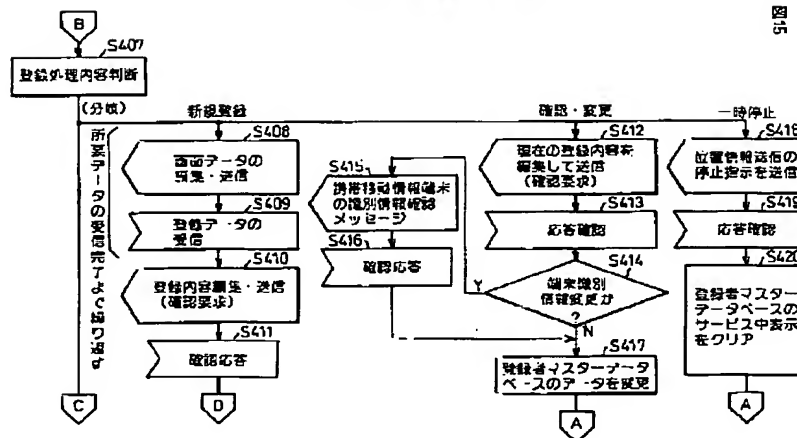 図15
B
S407
登録処理内容判断
(分岐)
新規登録
確認・変更
一時停止
所要データの受信完了まで繰り返す
S408
画面データの
編集・送信
S409
登録データの
受信
S410
登録内容編集・送信
(確認要求)
S411
確認応答
S415
携帯移動情報端末
の識別情報確認
メッセージ
S416
確認応答
S412
現在の登録内容を
編集して送信
(確認要求)
S413
応答確認
S414
端末識別
情報変更か
?
Y
N
S417
登録者マスターデータ
ベースのデータを変更
S418
位置情報送信の
停止指示を送信
S419
応答確認
S420
登録者マスター
データベースの
サービス中表示
をクリア
C
D
A
A